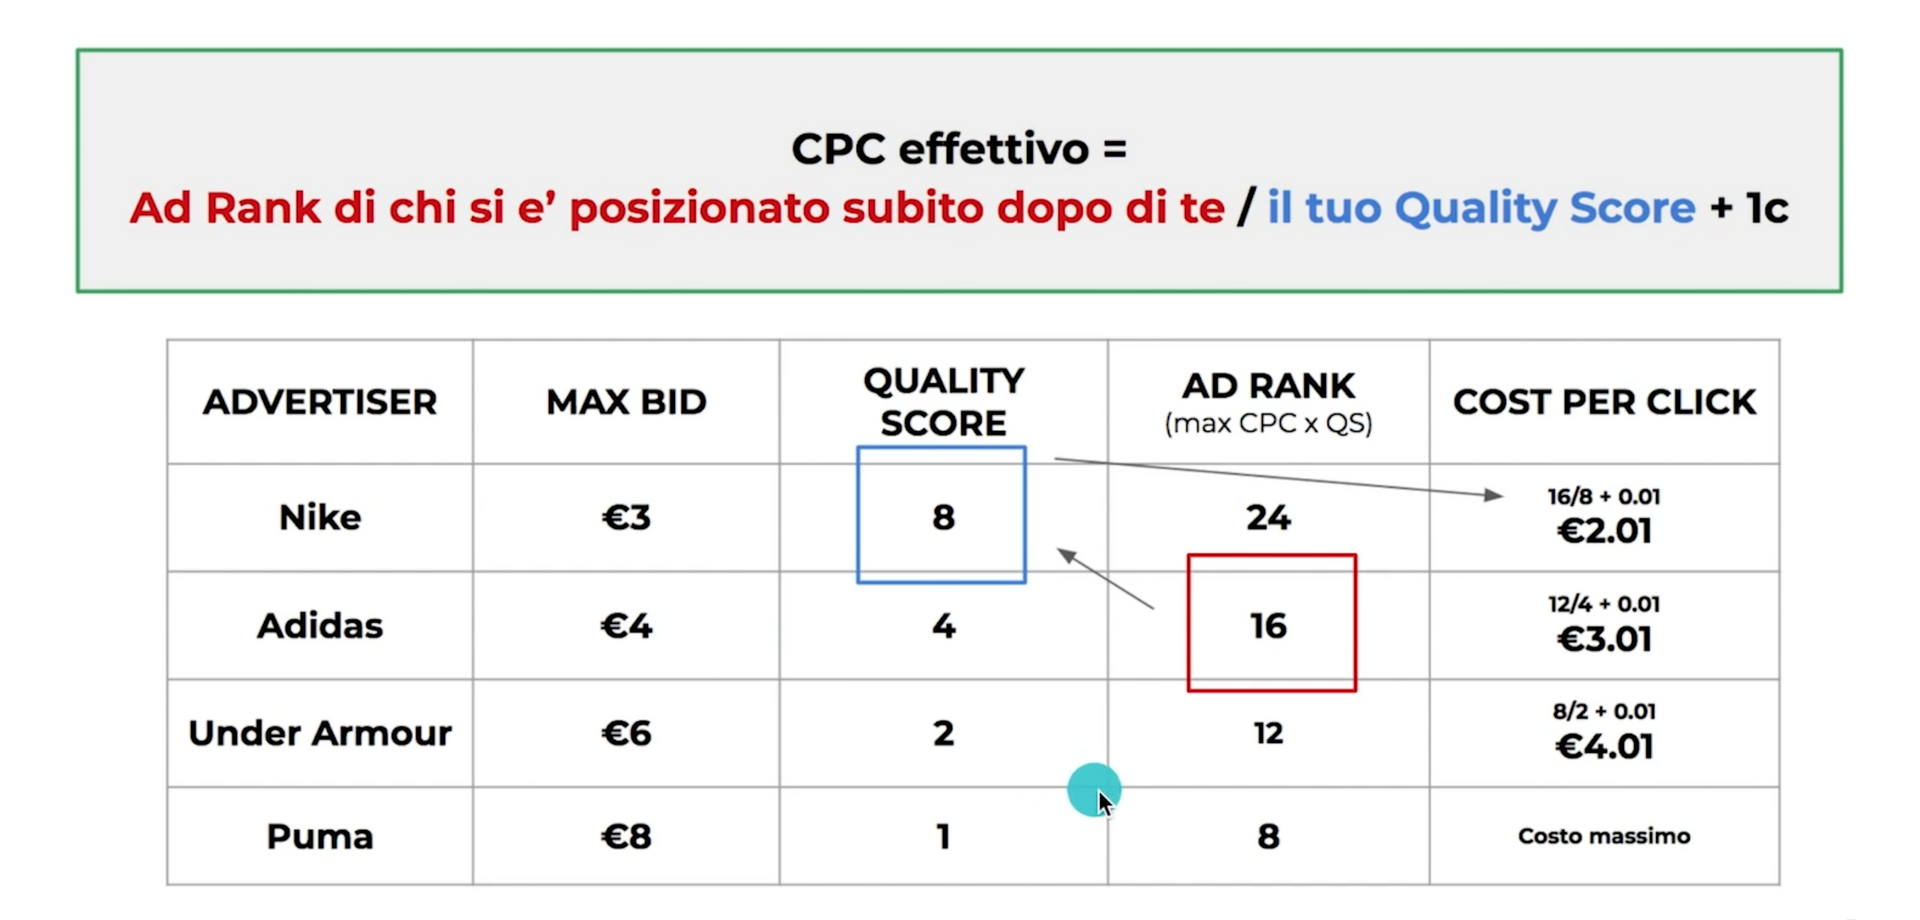 CPC effettivo =
Ad Rank di chi si e’ posizionato subito dopo di te / il tuo Quality Score + 1c
ADVERTISER MAX BID QUALITY SCORE AD RANK (max CPC x QS) COST PER CLICK
Nike €3 8 24 16/8 + 0.01 €2.01
Adidas €4 4 16 12/4 + 0.01 €3.01
Under Armour €6 2 12 8/2 + 0.01 €4.01
Puma €8 1 8 Costo massimo